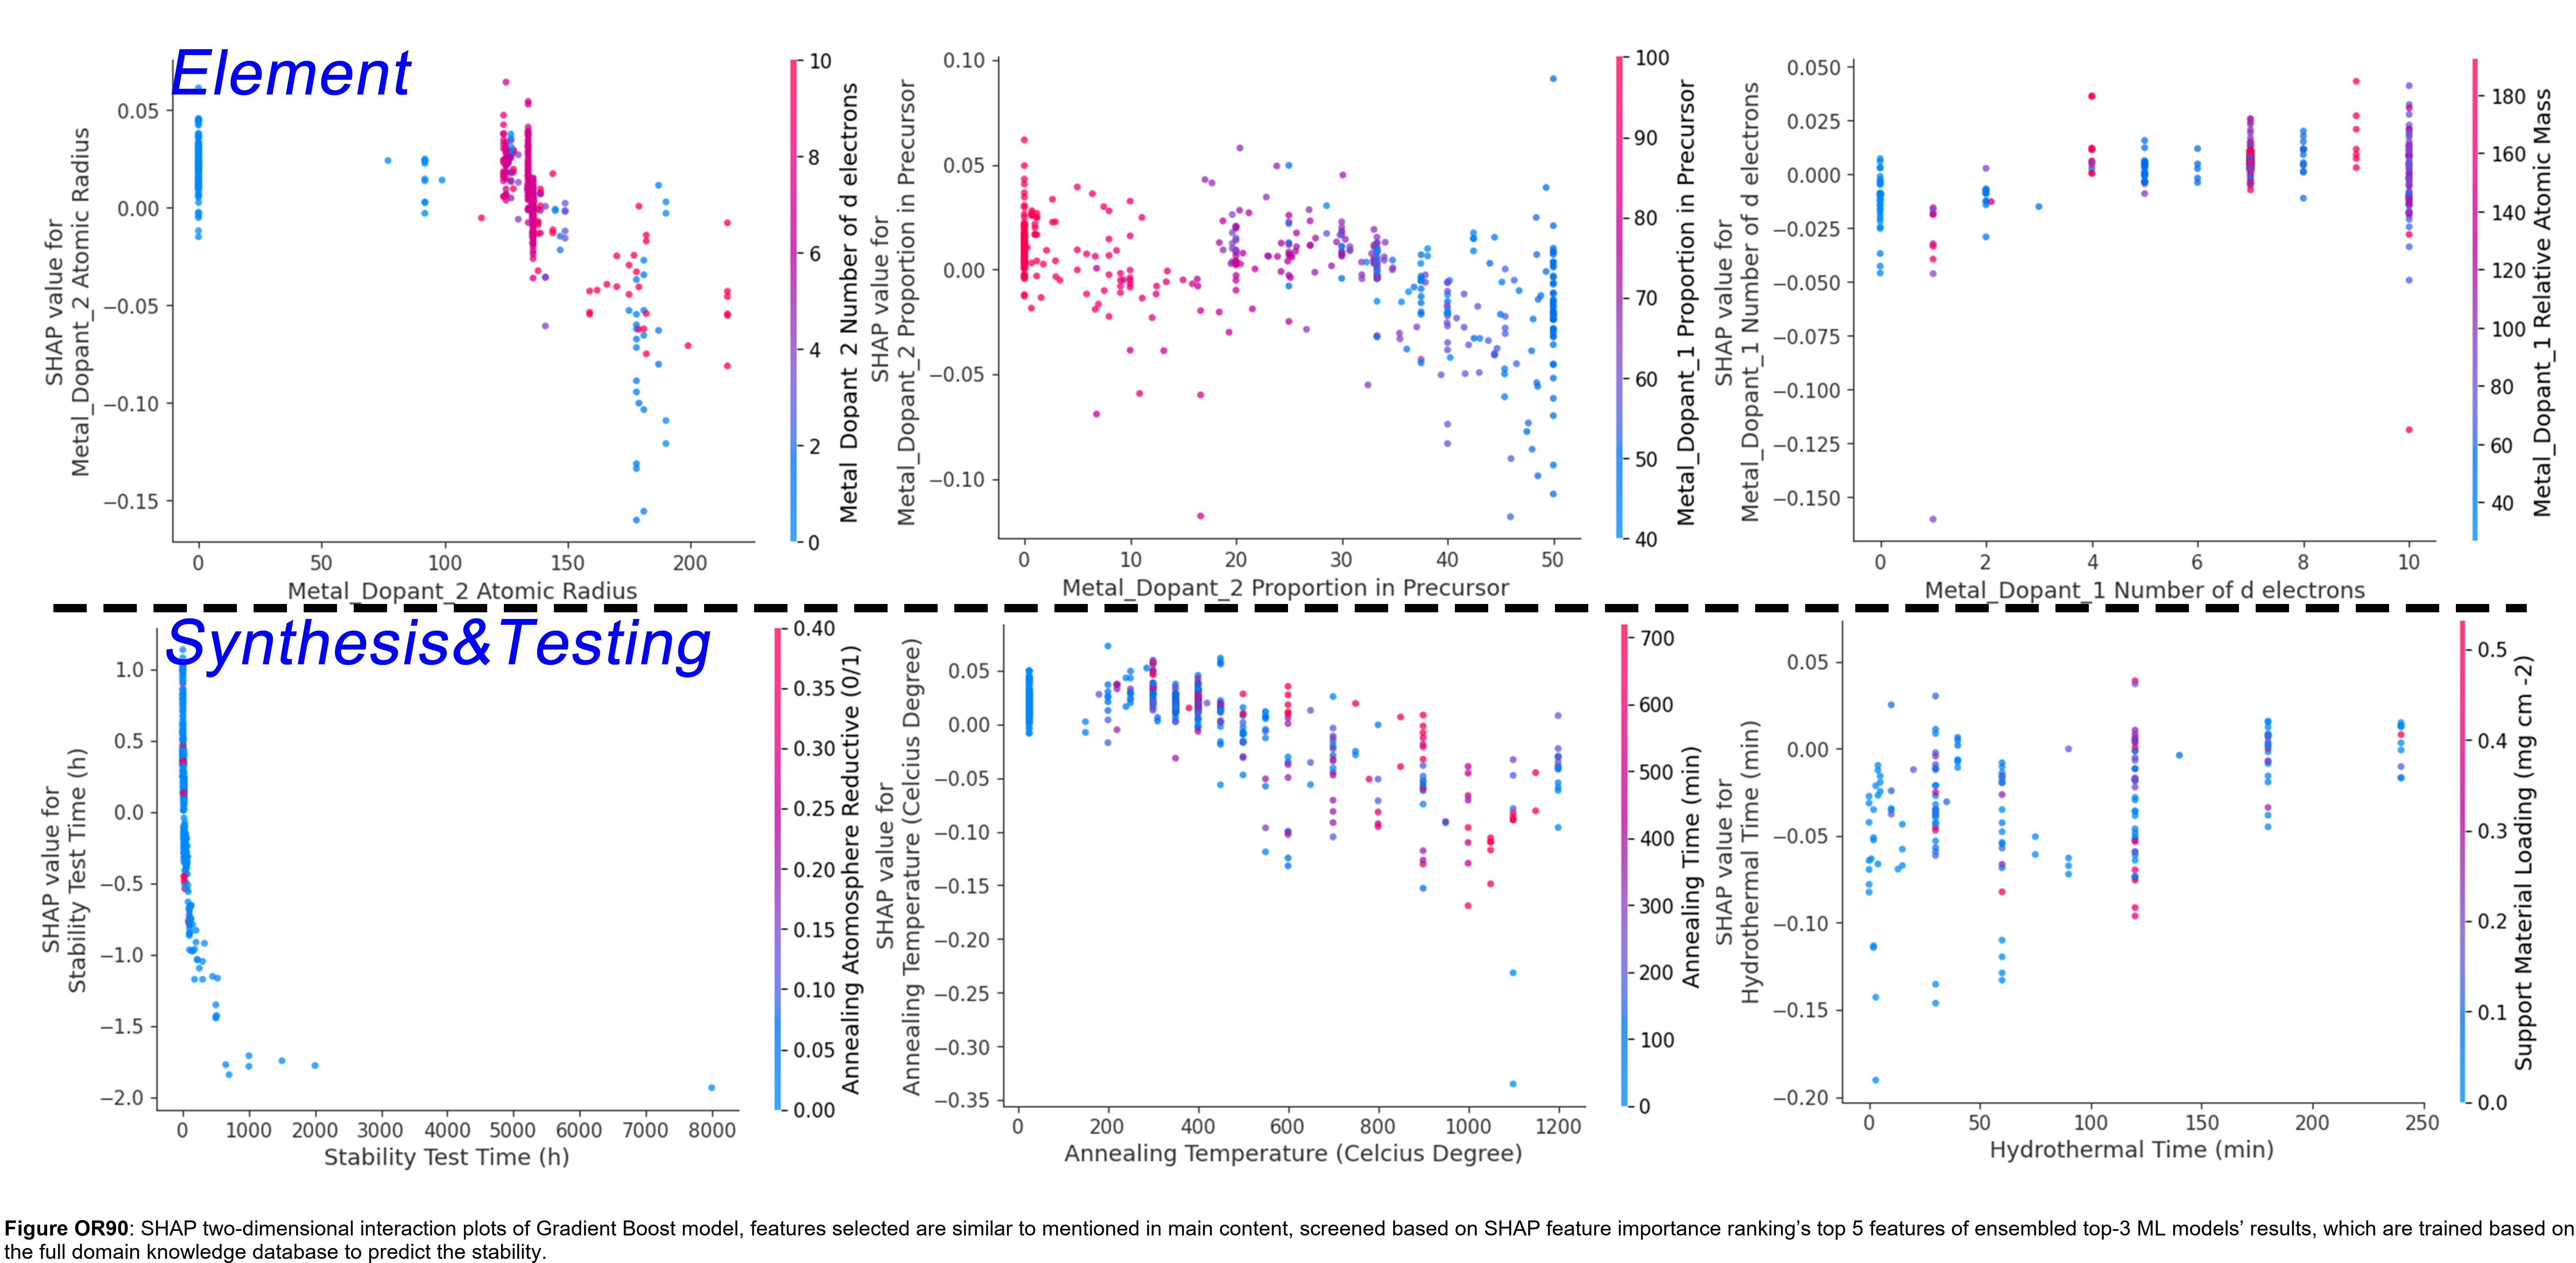 Element
0.05
0.00
−0.05
−0.10
−0.15
SHAP value for
Metal_Dopant_2 Atomic Radius
0 50 100 150 200
Metal_Dopant_2 Atomic Radius
10
8
6
4
2
0
Metal Dopant 2 Number of d electrons
0.10
0.05
0.00
−0.05
−0.10
SHAP value for
Metal_Dopant_2 Proportion in Precursor
0 10 20 30 40 50
Metal_Dopant_2 Proportion in Precursor
100
90
80
70
60
50
40
Metal_Dopant_1 Proportion in Precursor
0.050
0.025
0.000
−0.025
−0.050
−0.075
−0.100
−0.125
−0.150
SHAP value for
Metal_Dopant_1 Number of d electrons
0 2 4 6 8 10
Metal_Dopant_1 Number of d electrons
180
160
140
120
100
80
60
40
Metal_Dopant_1 Relative Atomic Mass
Synthesis&Testing
1.0
0.5
0.0
−0.5
−1.0
−1.5
−2.0
SHAP value for
Stability Test Time (h)
0 1000 2000 3000 4000 5000 6000 7000 8000
Stability Test Time (h)
0.40
0.35
0.30
0.25
0.20
0.15
0.10
0.05
0.00
Annealing Atomosphere Reductive (0/1)
0.05
0.00
−0.05
−0.10
−0.15
−0.20
−0.25
−0.30
−0.35
SHAP value for
Annealing Temperature (Celcius Degree)
0 200 400 600 800 1000 1200
Annealing Temperature (Celcius Degree)
700
600
500
400
300
200
100
0
Annealing Time (min)
0.05
0.00
−0.05
−0.10
−0.15
−0.20
SHAP value for
Hydrothermal Time (min)
0 50 100 150 200 250
Hydrothermal Time (min)
0.5
0.4
0.3
0.2
0.1
0.0
Support Material Loading (mg cm -2)
Figure OR90: SHAP two-dimensional interaction plots of Gradient Boost model, features selected are similar to mentioned in main content, screened based on SHAP feature importance ranking’s top 5 features of ensembled top-3 ML models’ results, which are trained based on
the full domain knowledge database to predict the stability.